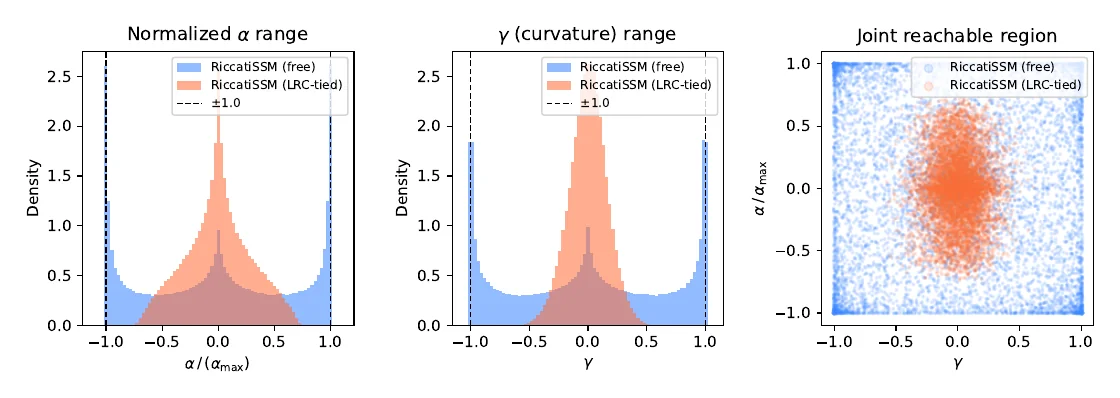 Normalized α range
RiccatiSSM (free)
RiccatiSSM (LRC-tied)
±1.0
Density
2.5
2.0
1.5
1.0
0.5
0.0
−1.0 −0.5 0.0 0.5 1.0
α / (αmax)
γ (curvature) range
RiccatiSSM (free)
RiccatiSSM (LRC-tied)
±1.0
Density
2.5
2.0
1.5
1.0
0.5
0.0
−1.0 −0.5 0.0 0.5 1.0
γ
Joint reachable region
RiccatiSSM (free)
RiccatiSSM (LRC-tied)
α / αmax
1.0
0.5
0.0
−0.5
−1.0
−1.0 −0.5 0.0 0.5 1.0
γ